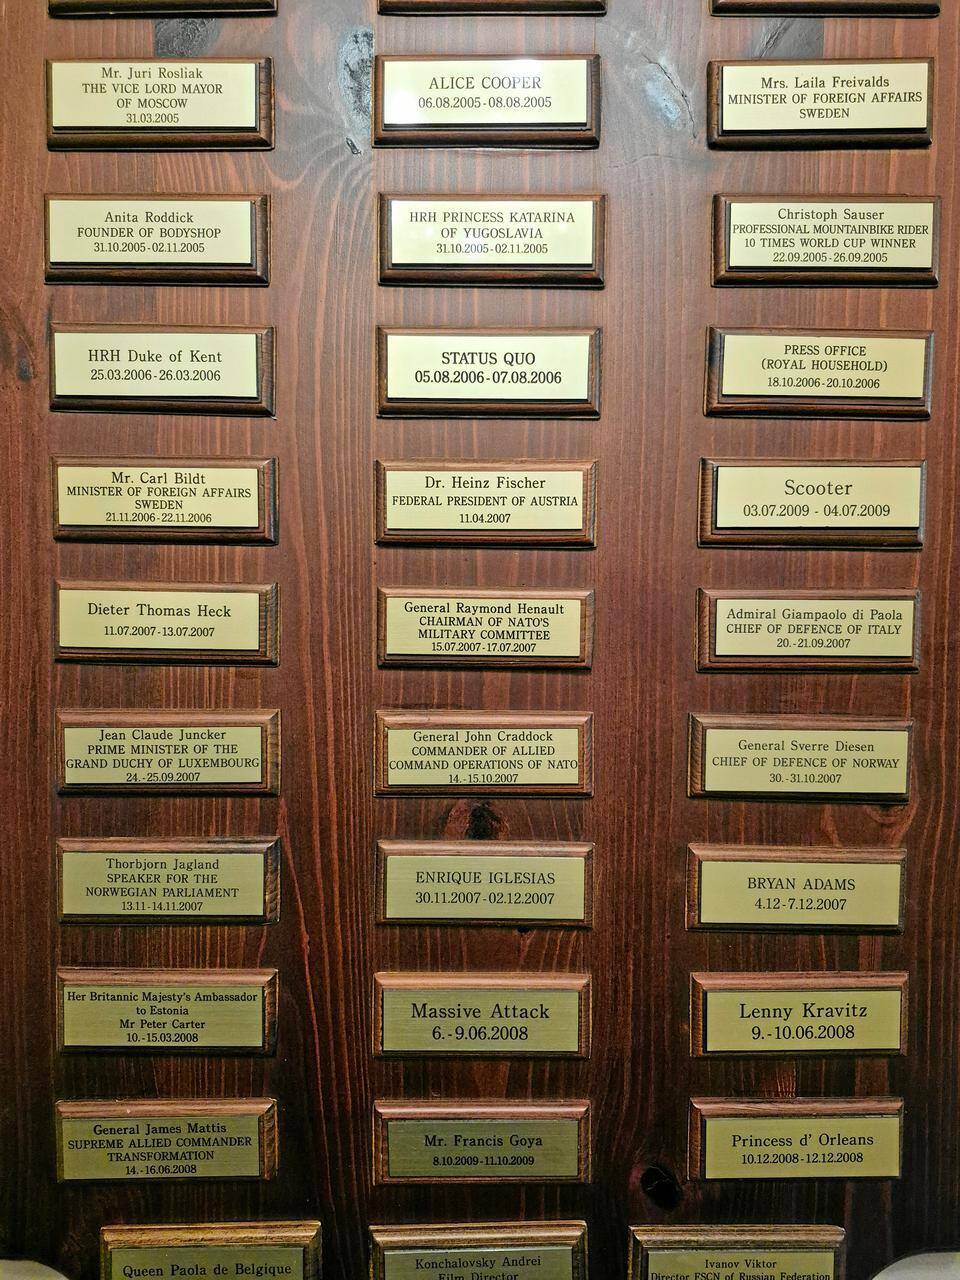 Mr. Juri Rosliak
THE VICE LORD MAYOR
OF MOSCOW
31.03.2005
ALICE COOPER
06.08.2005-08.08.2005
Mrs. Laila Freivalds
MINISTER OF FOREIGN AFFAIRS
SWEDEN
Anita Roddick
FOUNDER OF BODYSHOP
31.10.2005-02.11.2005
HRH PRINCESS KATARINA
OF YUGOSLAVIA
31.10.2005-02.11.2005
Christoph Sauser
PROFESSIONAL MOUNTAINBIKE RIDER
10 TIMES WORLD CUP WINNER
22.09.2005-26.09.2005
HRH Duke of Kent
25.03.2006-26.03.2006
STATUS QUO
05.08.2006-07.08.2006
PRESS OFFICE
(ROYAL HOUSEHOLD)
18.10.2006-20.10.2006
Mr. Carl Bildt
MINISTER OF FOREIGN AFFAIRS
SWEDEN
21.11.2006-22.11.2006
Dr. Heinz Fischer
FEDERAL PRESIDENT OF AUSTRIA
11.04.2007
Scooter
03.07.2009 - 04.07.2009
Dieter Thomas Heck
11.07.2007-13.07.2007
General Raymond Henault
CHAIRMAN OF NATO'S
MILITARY COMMITTEE
15.07.2007-17.07.2007
Admiral Giampaolo di Paola
CHIEF OF DEFENCE OF ITALY
20.-21.09.2007
Jean Claude Juncker
PRIME MINISTER OF THE
GRAND DUCHY OF LUXEMBOURG
24.-25.09.2007
General John Craddock
COMMANDER OF ALLIED
COMMAND OPERATIONS OF NATO
14.-15.10.2007
General Sverre Diesen
CHIEF OF DEFENCE OF NORWAY
30.-31.10.2007
Thorbjorn Jagland
SPEAKER FOR THE
NORWEGIAN PARLIAMENT
13.11-14.11.2007
ENRIQUE IGLESIAS
30.11.2007-02.12.2007
BRYAN ADAMS
4.12-7.12.2007
Her Britannic Majesty's Ambassador
to Estonia
Mr Peter Carter
10.-15.03.2008
Massive Attack
6.-9.06.2008
Lenny Kravitz
9.-10.06.2008
General James Mattis
SUPREME ALLIED COMMANDER
TRANSFORMATION
14.-16.06.2008
Mr. Francis Goya
8.10.2009-11.10.2009
Princess d' Orleans
10.12.2008-12.12.2008
Queen Paola de Belgique
Konchalovsky Andrei
Film Director
Ivanov Viktor
Director FSCN of Russian Federation